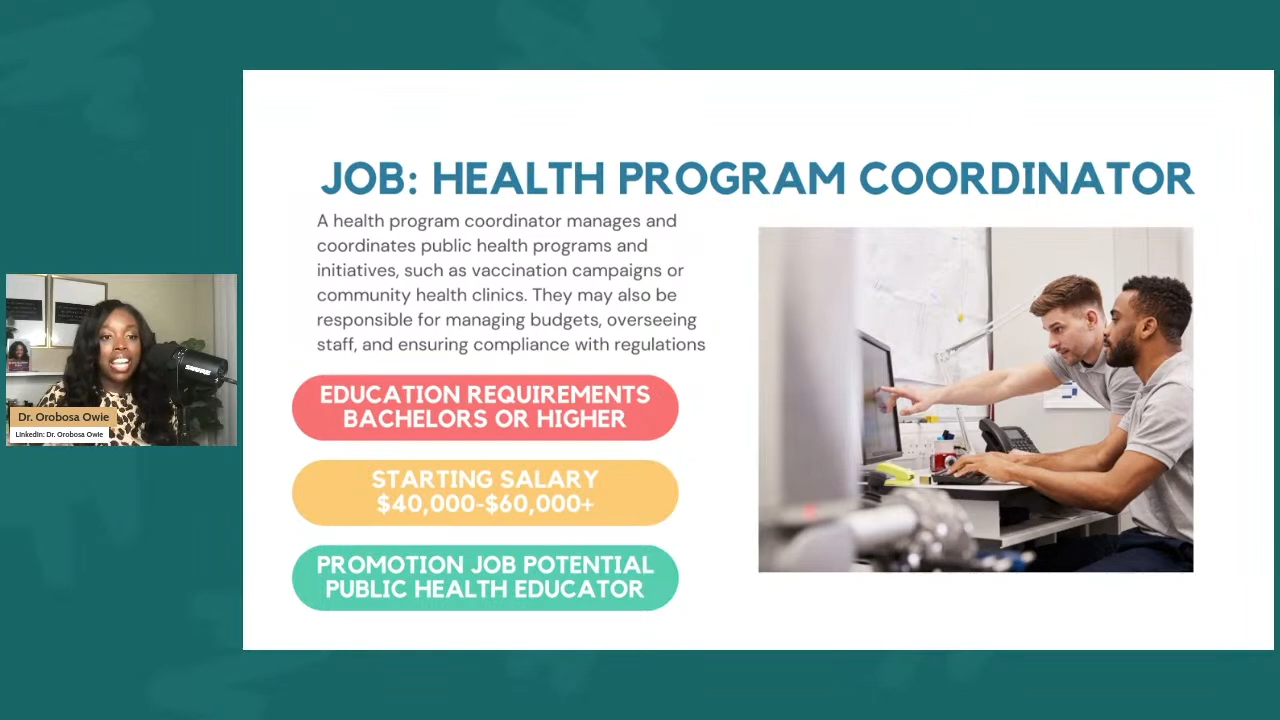 JOB: HEALTH PROGRAM COORDINATOR
A health program coordinator manages and
coordinates public health programs and
initiatives, such as vaccination campaigns or
community health clinics. They may also be
responsible for managing budgets, overseeing
staff, and ensuring compliance with regulations
EDUCATION REQUIREMENTS
BACHELORS OR HIGHER
STARTING SALARY
$40,000-$60,000+
PROMOTION JOB POTENTIAL
PUBLIC HEALTH EDUCATOR
SHURE
Dr. Orobosa Owie
LinkedIn: Dr. Orobosa Owie